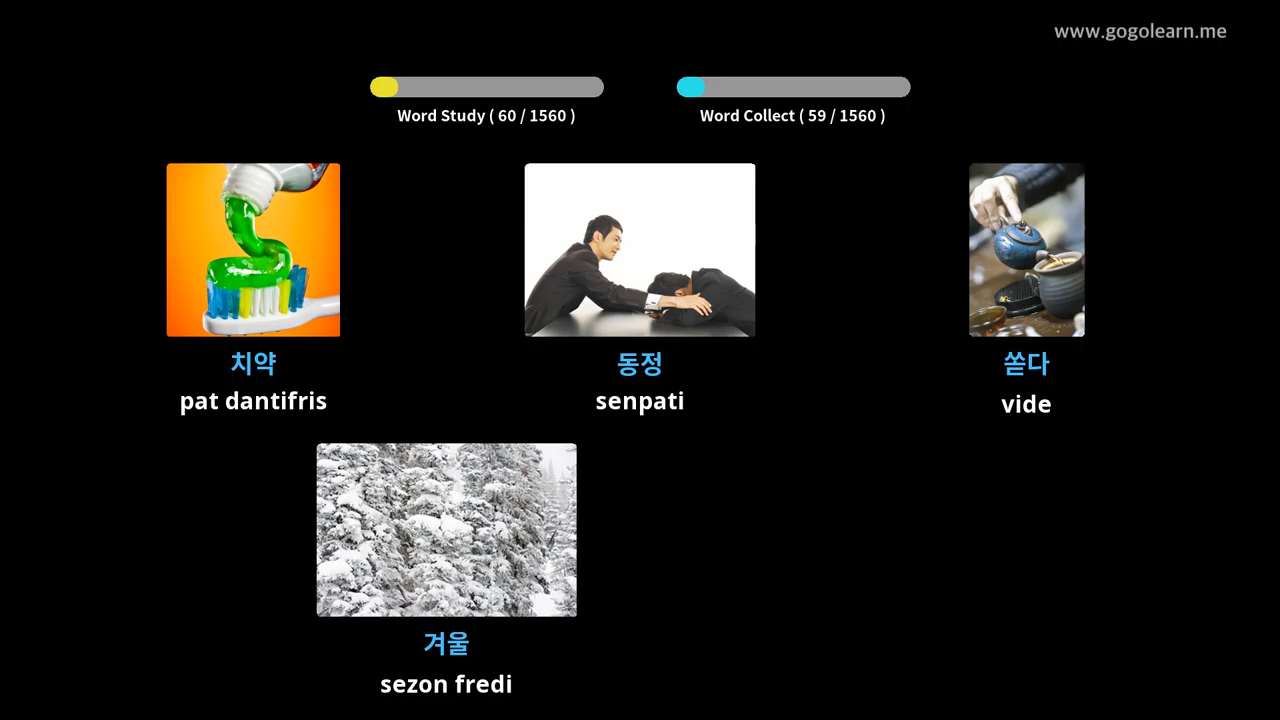 www.gogolearn.me
Word Study ( 60 / 1560 )
Word Collect ( 59 / 1560 )
치약
pat dantifris
동정
senpati
쏟다
vide
겨울
sezon fredi